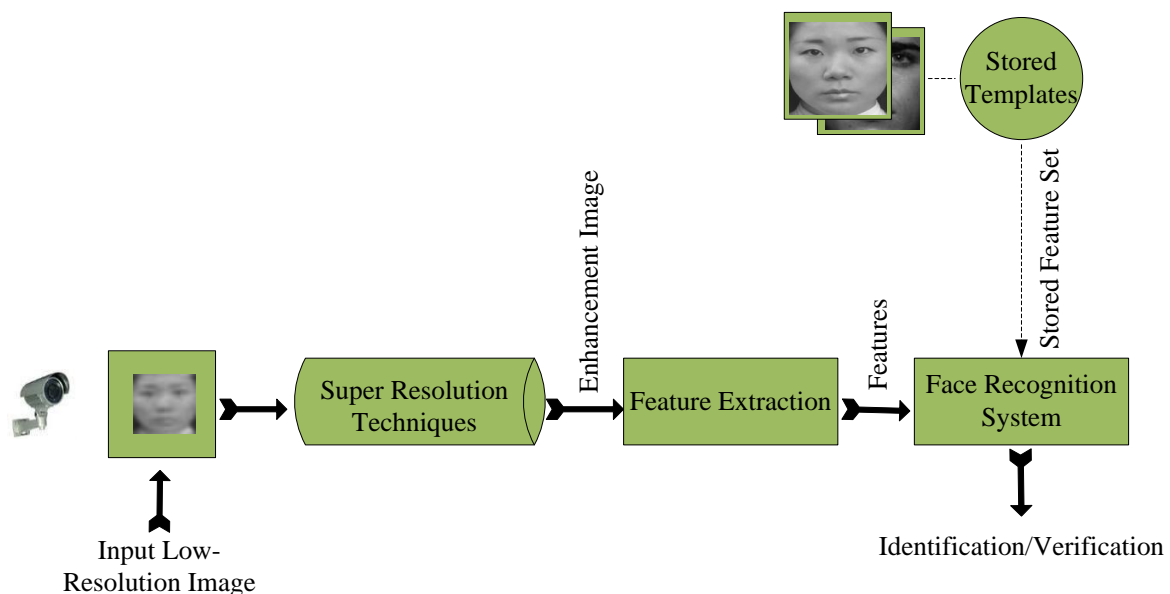 Stored
Templates
Stored Feature Set
Enhancement Image
Features
Super Resolution
Techniques
Feature Extraction
Face Recognition
System
Input Low-
Resolution Image
Identification/Verification